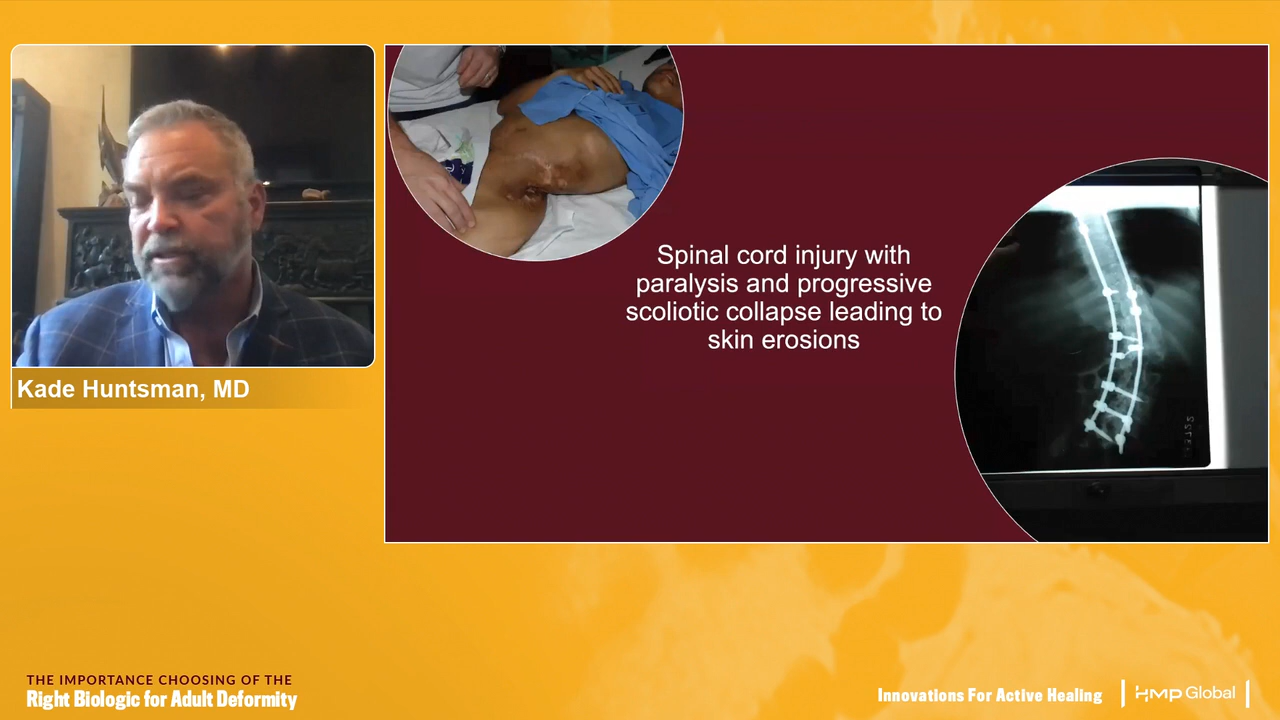 Kade Huntsman, MD
Spinal cord injury with
paralysis and progressive
scoliotic collapse leading to
skin erosions
THE IMPORTANCE CHOOSING OF THE
Right Biologic for Adult Deformity
Innovations For Active Healing
HMP Global